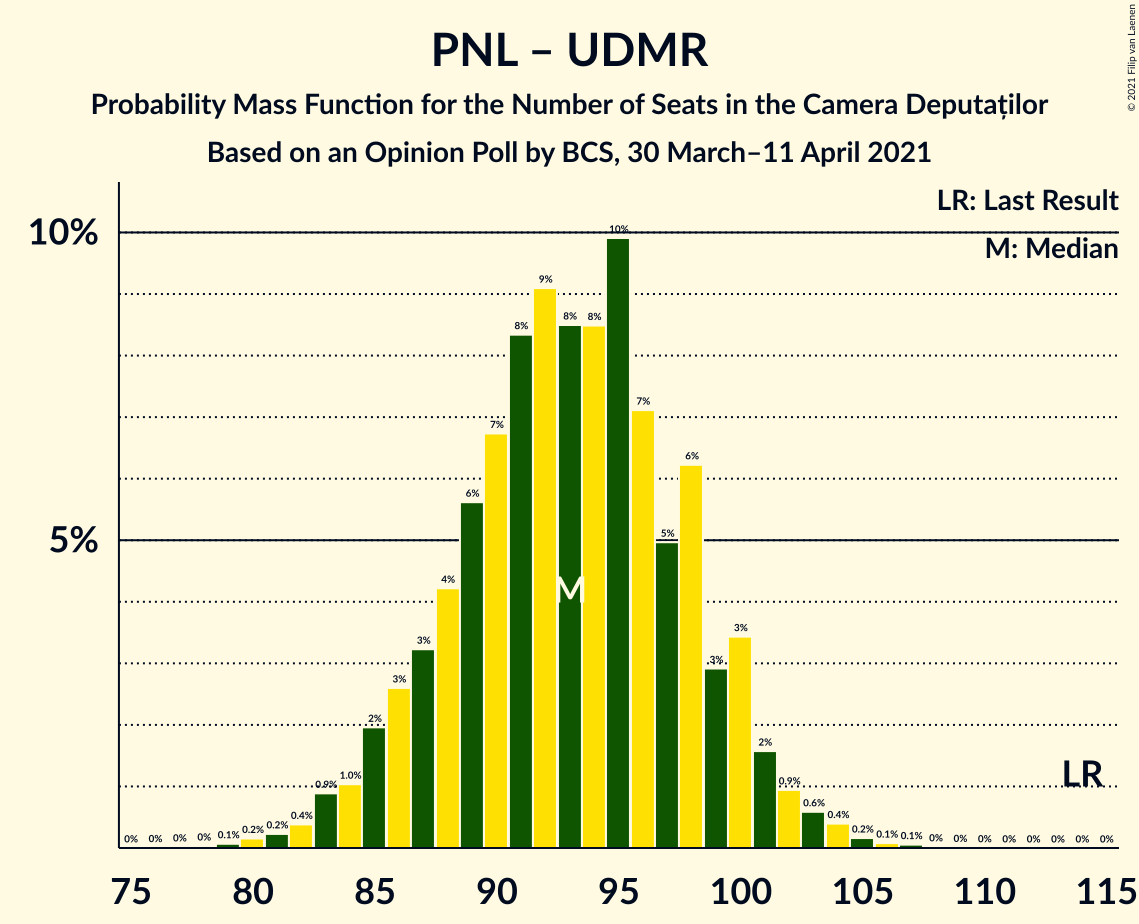 PNL – UDMR
Probability Mass Function for the Number of Seats in the Camera Deputaților
Based on an Opinion Poll by BCS, 30 March–11 April 2021
© 2021 Filip van Laenen
LR: Last Result
M: Median
10%
5%
0% 0% 0% 0% 0.1% 0.2% 0.2% 0.4% 0.9% 1.0% 2% 3% 3% 4% 6% 7% 8% 9% 8% 8% 10% 7% 5% 6% 3% 3% 2% 0.9% 0.6% 0.4% 0.2% 0.1% 0.1% 0% 0% 0% 0% 0% 0% 0% 0%
M
LR
75 80 85 90 95 100 105 110 115